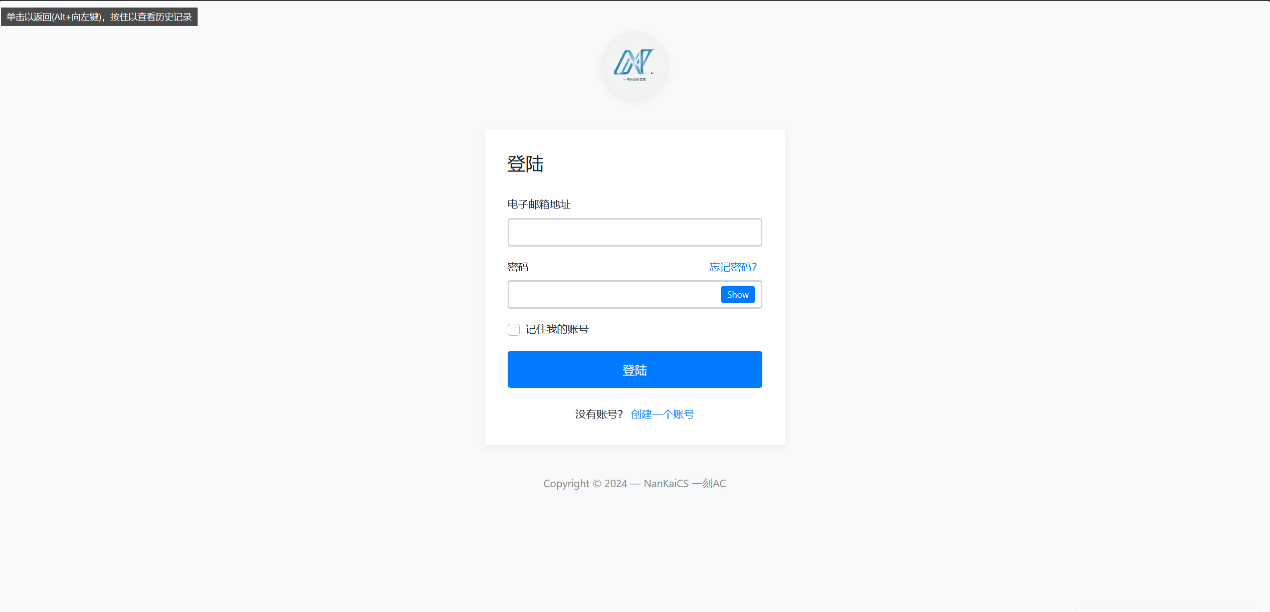 单击以返回(Alt+向左键)，按住以查看历史记录
登陆
电子邮箱地址
密码 忘记密码？
Show
记住我的账号
登陆
没有账号？ 创建一个账号
Copyright © 2024 — NanKaiCS 一刻AC